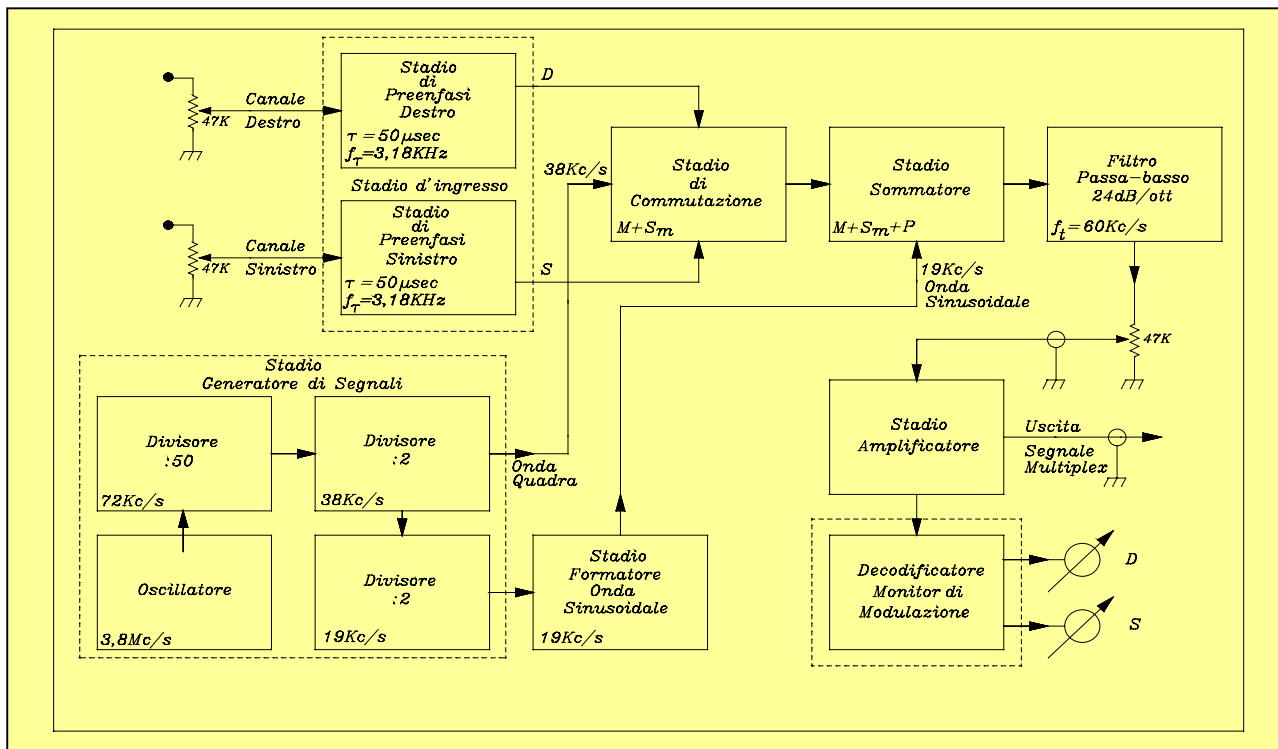 Stadio
di
Preenfasi
Destro
τ = 50µsec
fτ=3,18KHz
Canale
Destro
47K
D
Stadio d'ingresso
Stadio
di
Preenfasi
Sinistro
τ = 50µsec
fτ=3,18KHz
Canale
Sinistro
47K
S
38Kc/s
Stadio
di
Commutazione
M+Sm
Stadio
Sommatore
M+Sm+P
Filtro
Passa-basso
24dB/ott
ft=60Kc/s
19Kc/s
Onda
Sinusoidale
47K
Stadio
Generatore di Segnali
Divisore
:50
72Kc/s
Divisore
:2
38Kc/s
Onda
Quadra
Oscillatore
3,8Mc/s
Divisore
:2
19Kc/s
Stadio
Formatore
Onda
Sinusoidale
19Kc/s
Stadio
Amplificatore
Uscita
Segnale
Multiplex
Decodificatore
Monitor di
Modulazione
D
S